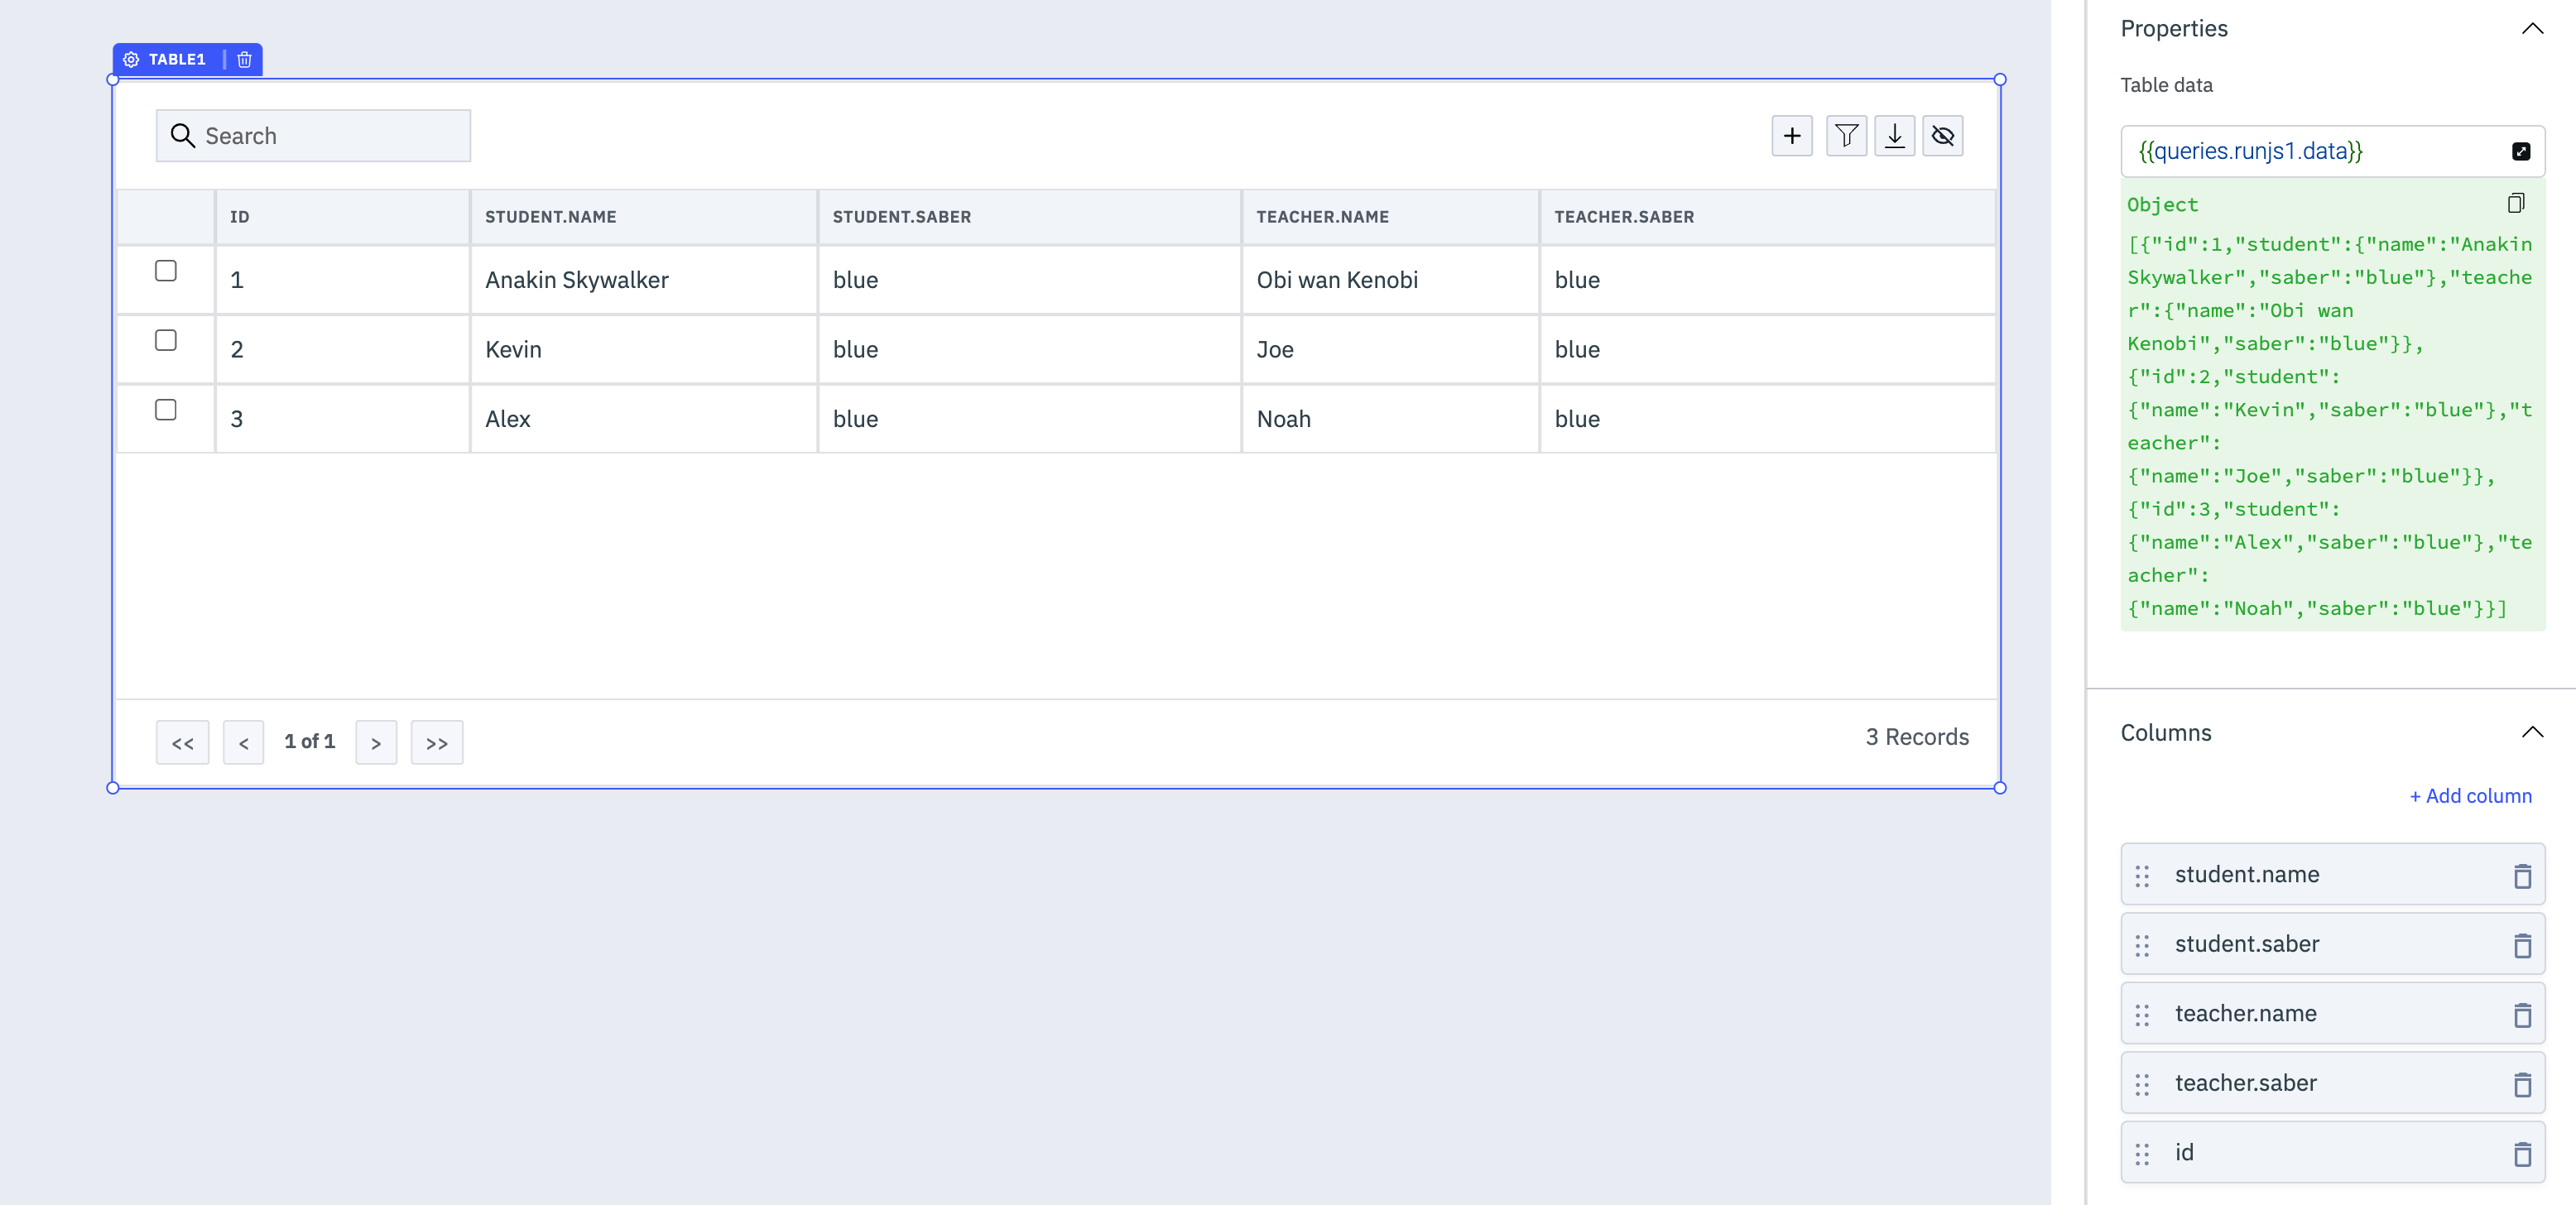 TABLE1
Search
ID STUDENT.NAME STUDENT.SABER TEACHER.NAME TEACHER.SABER
1 Anakin Skywalker blue Obi wan Kenobi blue
2 Kevin blue Joe blue
3 Alex blue Noah blue
<< < 1 of 1 > >> 3 Records
Properties
Table data
{{queries.runjs1.data}}
Object
[{"id":1,"student":{"name":"Anakin
Skywalker","saber":"blue"},"teache
r":{"name":"Obi wan
Kenobi","saber":"blue"}},
{"id":2,"student":
{"name":"Kevin","saber":"blue"},"t
eacher":
{"name":"Joe","saber":"blue"}},
{"id":3,"student":
{"name":"Alex","saber":"blue"},"te
acher":
{"name":"Noah","saber":"blue"}}]
Columns
+ Add column
student.name
student.saber
teacher.name
teacher.saber
id